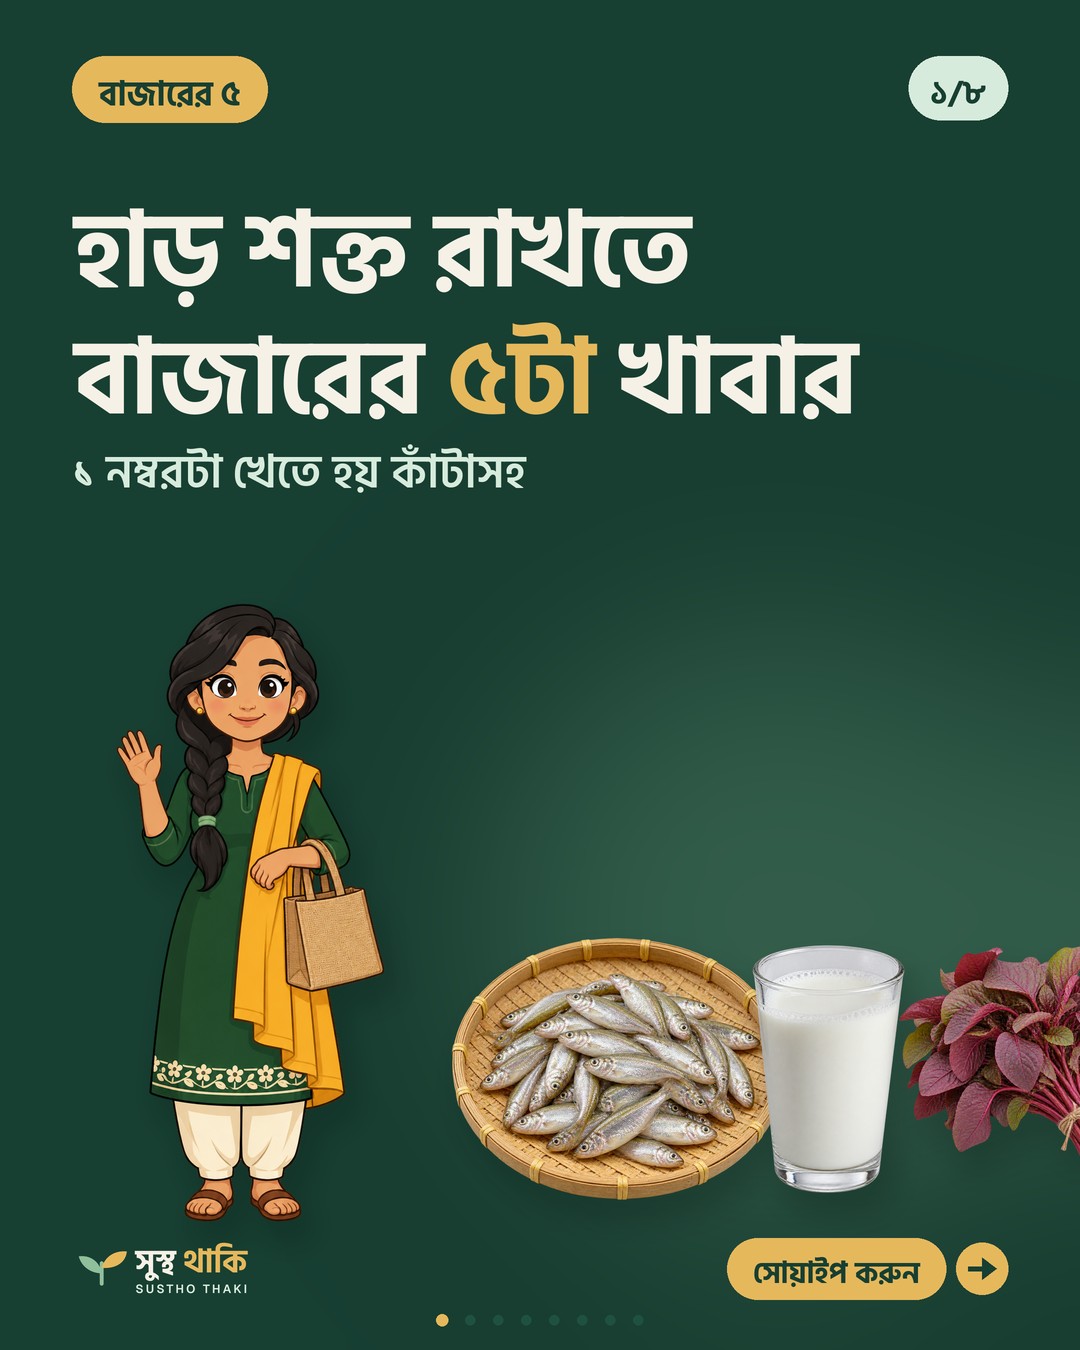 বাজারের ৫
১/৮
হাড় শক্ত রাখতে
বাজারের ৫টা খাবার
১ নম্বরটা খেতে হয় কাঁটাসহ
সুস্থ থাকি
SUSTHO THAKI
সোয়াইপ করুন